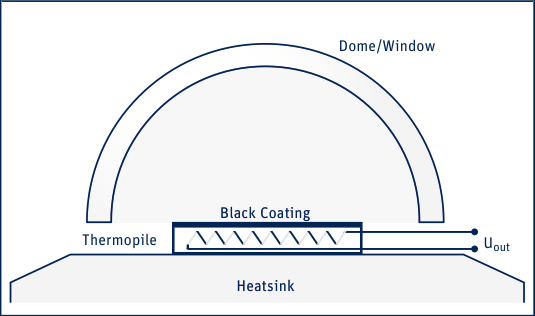 Dome/Window
Black Coating
Thermopile
Uout
Heatsink